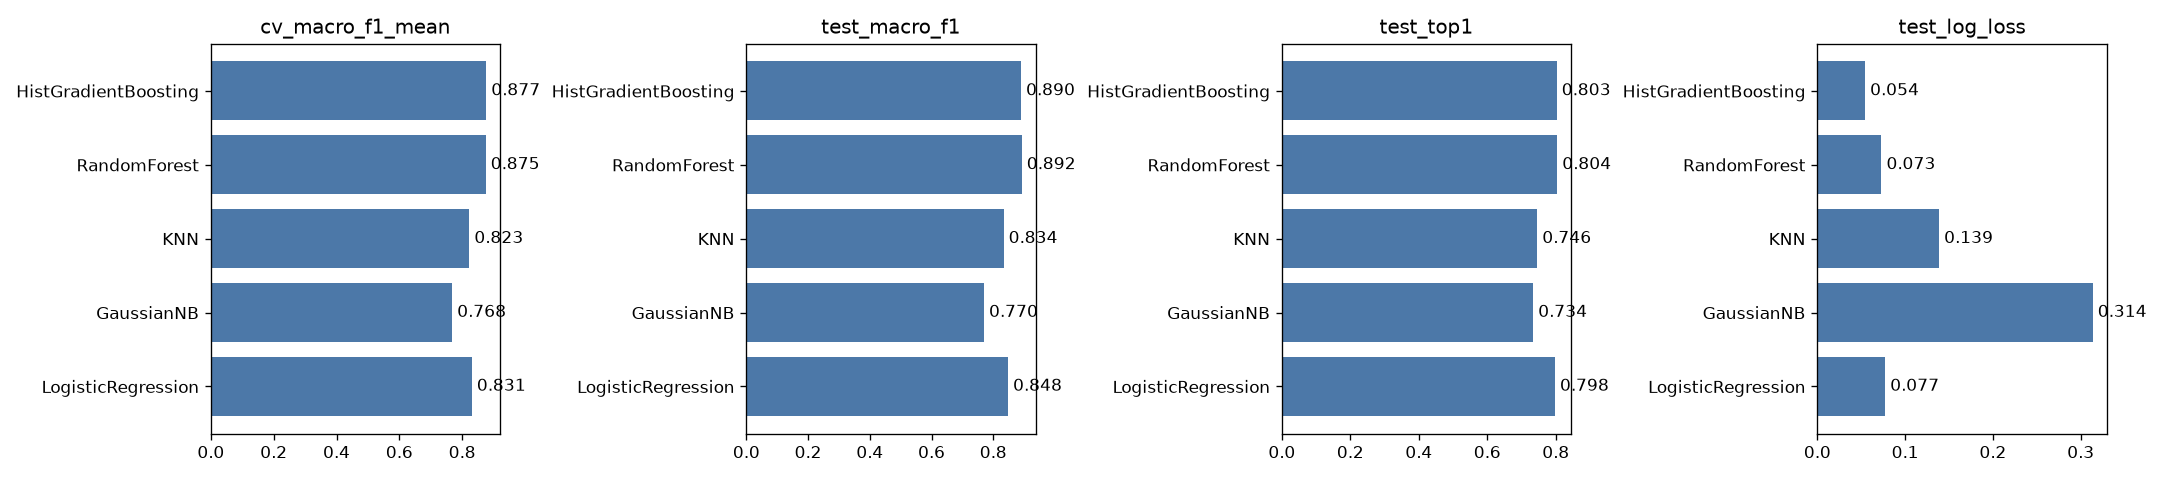 cv_macro_f1_mean
HistGradientBoosting 0.877
RandomForest 0.875
KNN 0.823
GaussianNB 0.768
LogisticRegression 0.831
0.0 0.2 0.4 0.6 0.8
test_macro_f1
HistGradientBoosting 0.890
RandomForest 0.892
KNN 0.834
GaussianNB 0.770
LogisticRegression 0.848
0.0 0.2 0.4 0.6 0.8
test_top1
HistGradientBoosting 0.803
RandomForest 0.804
KNN 0.746
GaussianNB 0.734
LogisticRegression 0.798
0.0 0.2 0.4 0.6 0.8
test_log_loss
HistGradientBoosting 0.054
RandomForest 0.073
KNN 0.139
GaussianNB 0.314
LogisticRegression 0.077
0.0 0.1 0.2 0.3